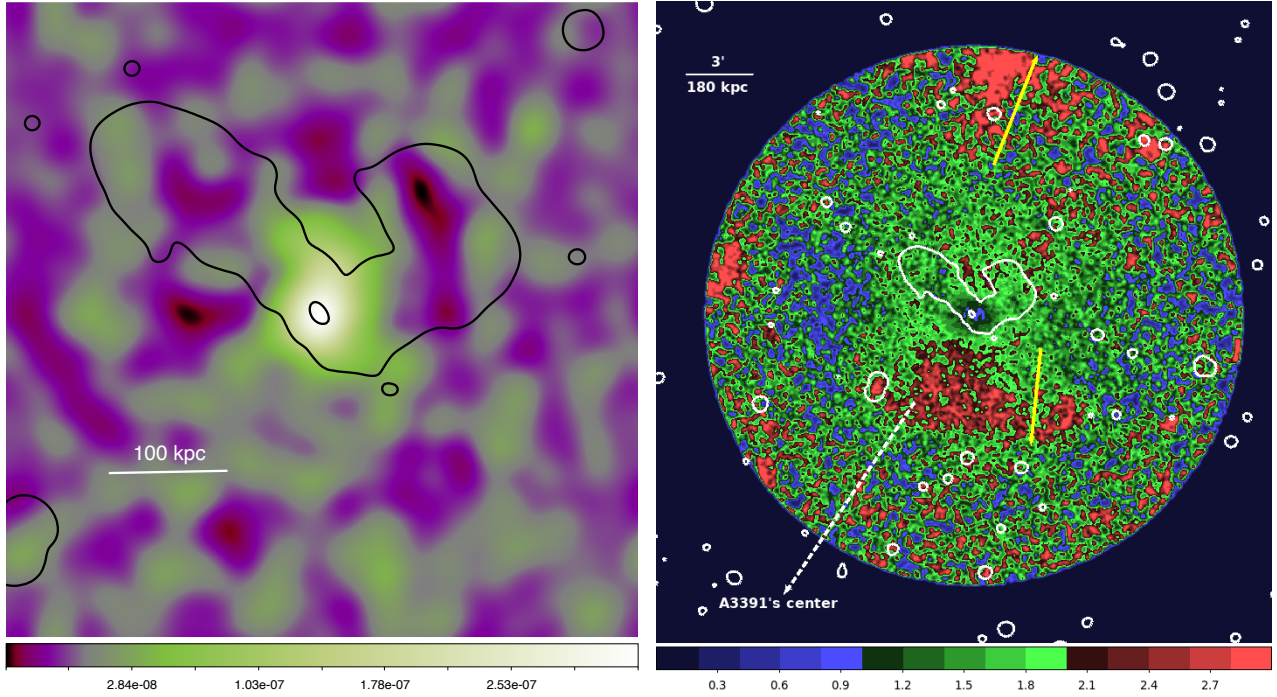 3'
180 kpc
100 kpc
A3391's center
2.84e-08 1.03e-07 1.78e-07 2.53e-07
0.3 0.6 0.9 1.2 1.5 1.8 2.1 2.4 2.7